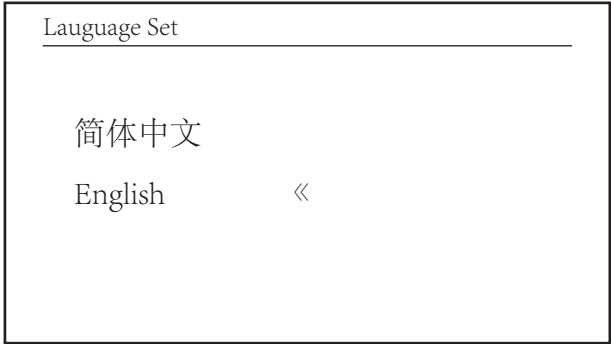 Lauguage Set
简体中文
English 《